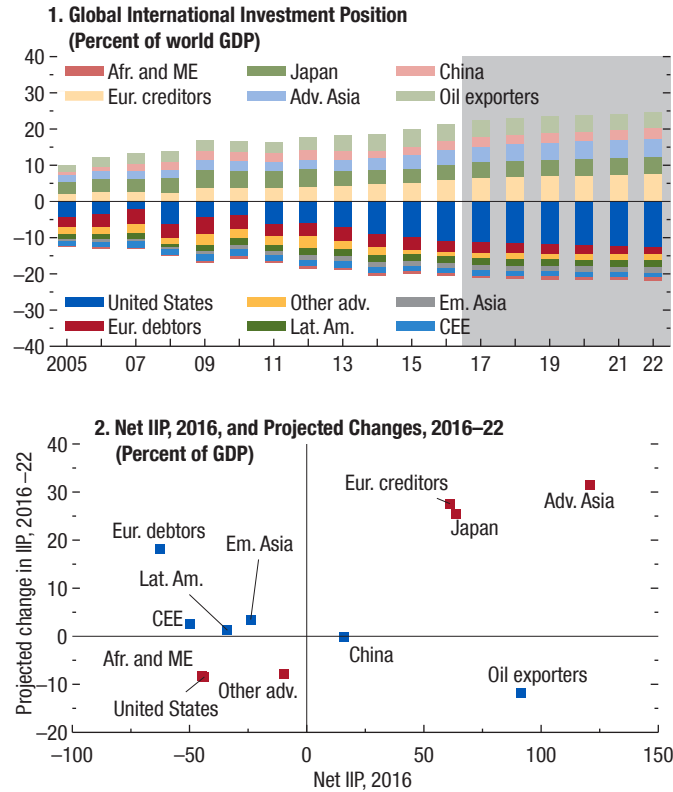 1. Global International Investment Position
(Percent of world GDP)
40
30
20
10
0
–10
–20
–30
–40
Afr. and ME
Japan
China
Eur. creditors
Adv. Asia
Oil exporters
United States
Other adv.
Em. Asia
Eur. debtors
Lat. Am.
CEE
2005 07 09 11 13 15 17 19 21 22
2. Net IIP, 2016, and Projected Changes, 2016–22
(Percent of GDP)
Projected change in IIP, 2016–22
40
30
20
10
0
–10
–20
Eur. creditors
Adv. Asia
Japan
Eur. debtors
Em. Asia
Lat. Am.
CEE
China
Afr. and ME
Oil exporters
Other adv.
United States
–100 –50 0 50 100 150
Net IIP, 2016